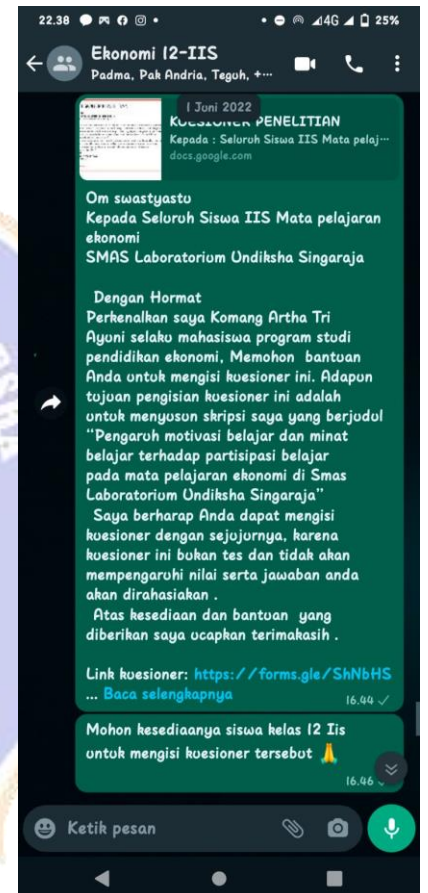 22.38
4G 25%
Ekonomi 12-IIS
Padma, Pak Andria, Teguh, +···
1 Juni 2022
KUESIONER PENELITIAN
Kepada : Seluruh Siswa IIS Mata pelaj···
docs.google.com
Om swastyastu
Kepada Seluruh Siswa IIS Mata pelajaran
ekonomi
SMAS Laboratorium Undiksha Singaraja
Dengan Hormat
Perkenalkan saya Komang Artha Tri
Ayuni selaku mahasiswa program studi
pendidikan ekonomi, Memohon bantuan
Anda untuk mengisi kuesioner ini. Adapun
tujuan pengisian kuesioner ini adalah
untuk menyusun skripsi saya yang berjudul
“Pengaruh motivasi belajar dan minat
belajar terhadap partisipasi belajar
pada mata pelajaran ekonomi di Smas
Laboratorium Undiksha Singaraja”
Saya berharap Anda dapat mengisi
kuesioner dengan sejujurnya, karena
kuesioner ini bukan tes dan tidak akan
mempengaruhi nilai serta jawaban anda
akan dirahasiakan .
Atas kesediaan dan bantuan yang
diberikan saya ucapkan terimakasih .
Link kuesioner: https://forms.gle/ShNbHS
... Baca selengkapnya
16.44
Mohon kesediaanya siswa kelas 12 Iis
untuk mengisi kuesioner tersebut 🙏
16.46
Ketik pesan